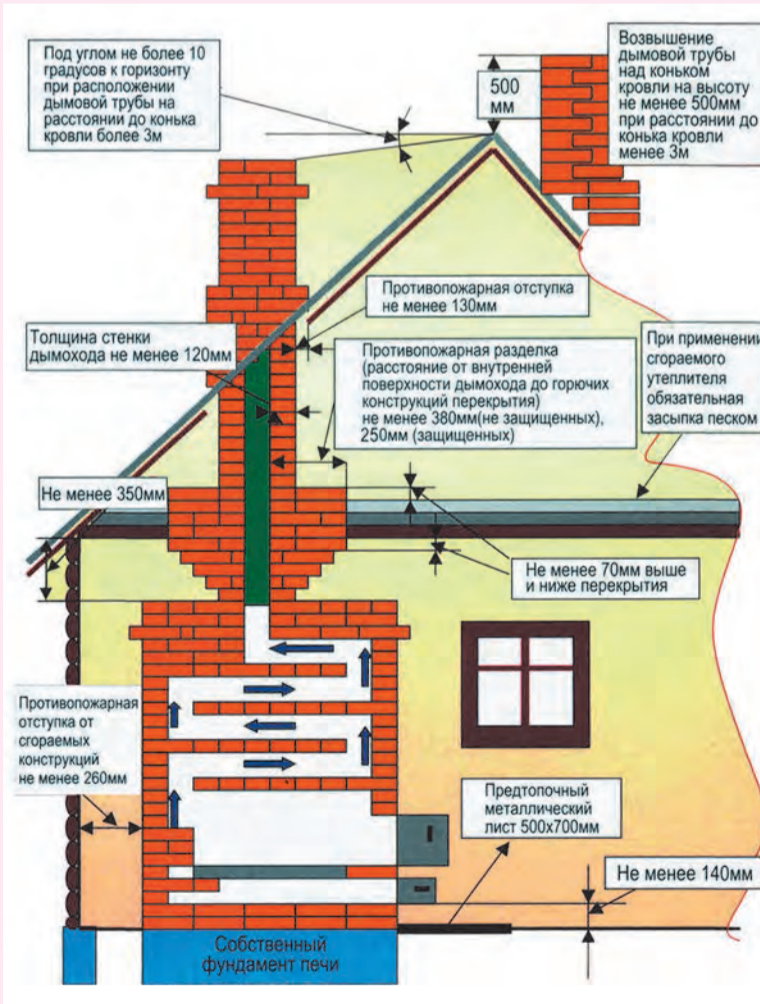 Под углом не более 10
градусов к горизонту
при расположении
дымовой трубы на
расстоянии до конька
кровли более 3м
500
мм
Возвышение
дымовой трубы
над коньком
кровли на высоту
не менее 500мм
при расстоянии до
конька кровли
менее 3м
Противопожарная отступка
не менее 130мм
Толщина стенки
дымохода не менее 120мм
Противопожарная разделка
(расстояние от внутренней
поверхности дымохода до горючих
конструкций перекрытия)
не менее 380мм(не защищенных),
250мм (защищенных)
При применении
сгораемого
утеплителя
обязательная
засыпка песком
Не менее 350мм
Не менее 70мм выше
и ниже перекрытия
Противопожарная
отступка от
сгораемых
конструкций
не менее 260мм
Предтопочный
металлический
лист 500х700мм
Не менее 140мм
Собственный
фундамент печи